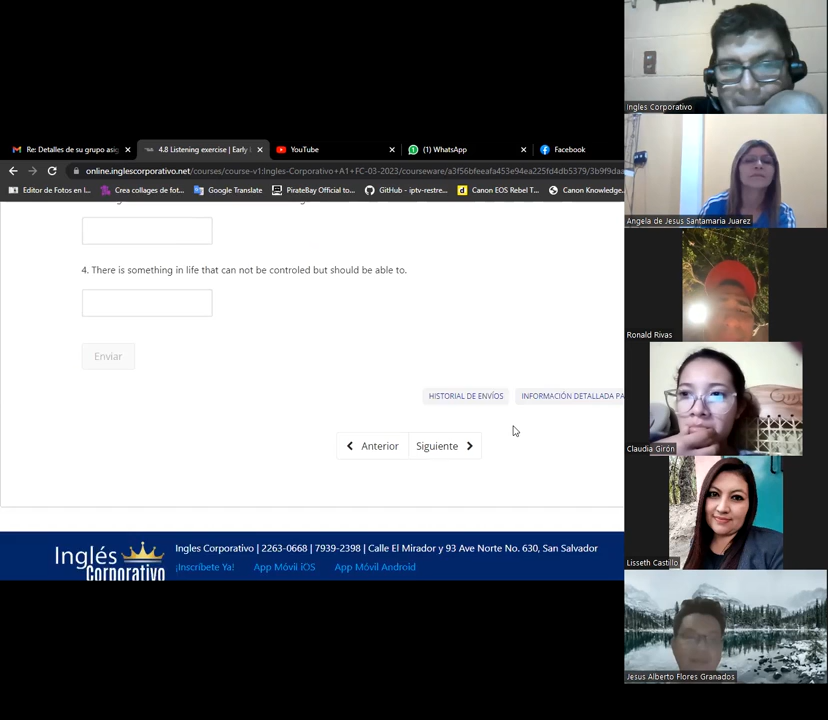 Re: Detalles de su grupo asig
4.8 Listening exercise | Early
YouTube
(1) WhatsApp
Facebook
online.inglescorporativo.net/courses/course-v1:Ingles-Corporativo+A1+FC-03-2023/courseware/a3f56bfeeafa453e94ea225fd4db5379/3b9f9daa
Editor de Fotos en l...
Crea collages de fot...
Google Translate
PirateBay Official to...
GitHub - iptv-restre...
Canon EOS Rebel T...
Canon Knowledge...
4. There is something in life that can not be controled but should be able to.
Enviar
HISTORIAL DE ENVÍOS
INFORMACIÓN DETALLADA PA
Anterior
Siguiente
Inglés
Corporativo
Ingles Corporativo | 2263-0668 | 7939-2398 | Calle El Mirador y 93 Ave Norte No. 630, San Salvador
¡Inscríbete Ya!
App Móvii iOS
App Móvil Android
Ingles Corporativo
Angela de Jesus Santamaria Juarez
Ronald Rivas
Claudia Girón
Lisseth Castillo
Jesus Alberto Flores Granados